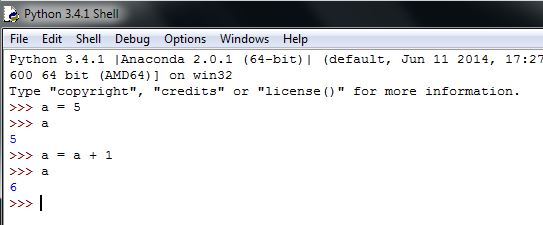 Python 3.4.1 Shell
File Edit Shell Debug Options Windows Help
Python 3.4.1 |Anaconda 2.0.1 (64-bit)| (default, Jun 11 2014, 17:27
600 64 bit (AMD64)] on win32
Type "copyright", "credits" or "license()" for more information.
>>> a = 5
>>> a
5
>>> a = a + 1
>>> a
6
>>>